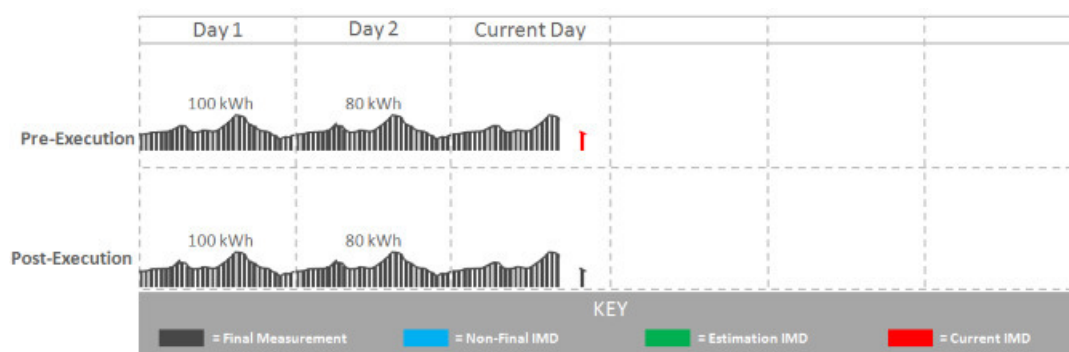 Day 1 Day 2 Current Day
100 kWh 80 kWh
Pre-Execution
100 kWh 80 kWh
Post-Execution
KEY
= Final Measurement = Non-Final IMD = Estimation IMD = Current IMD